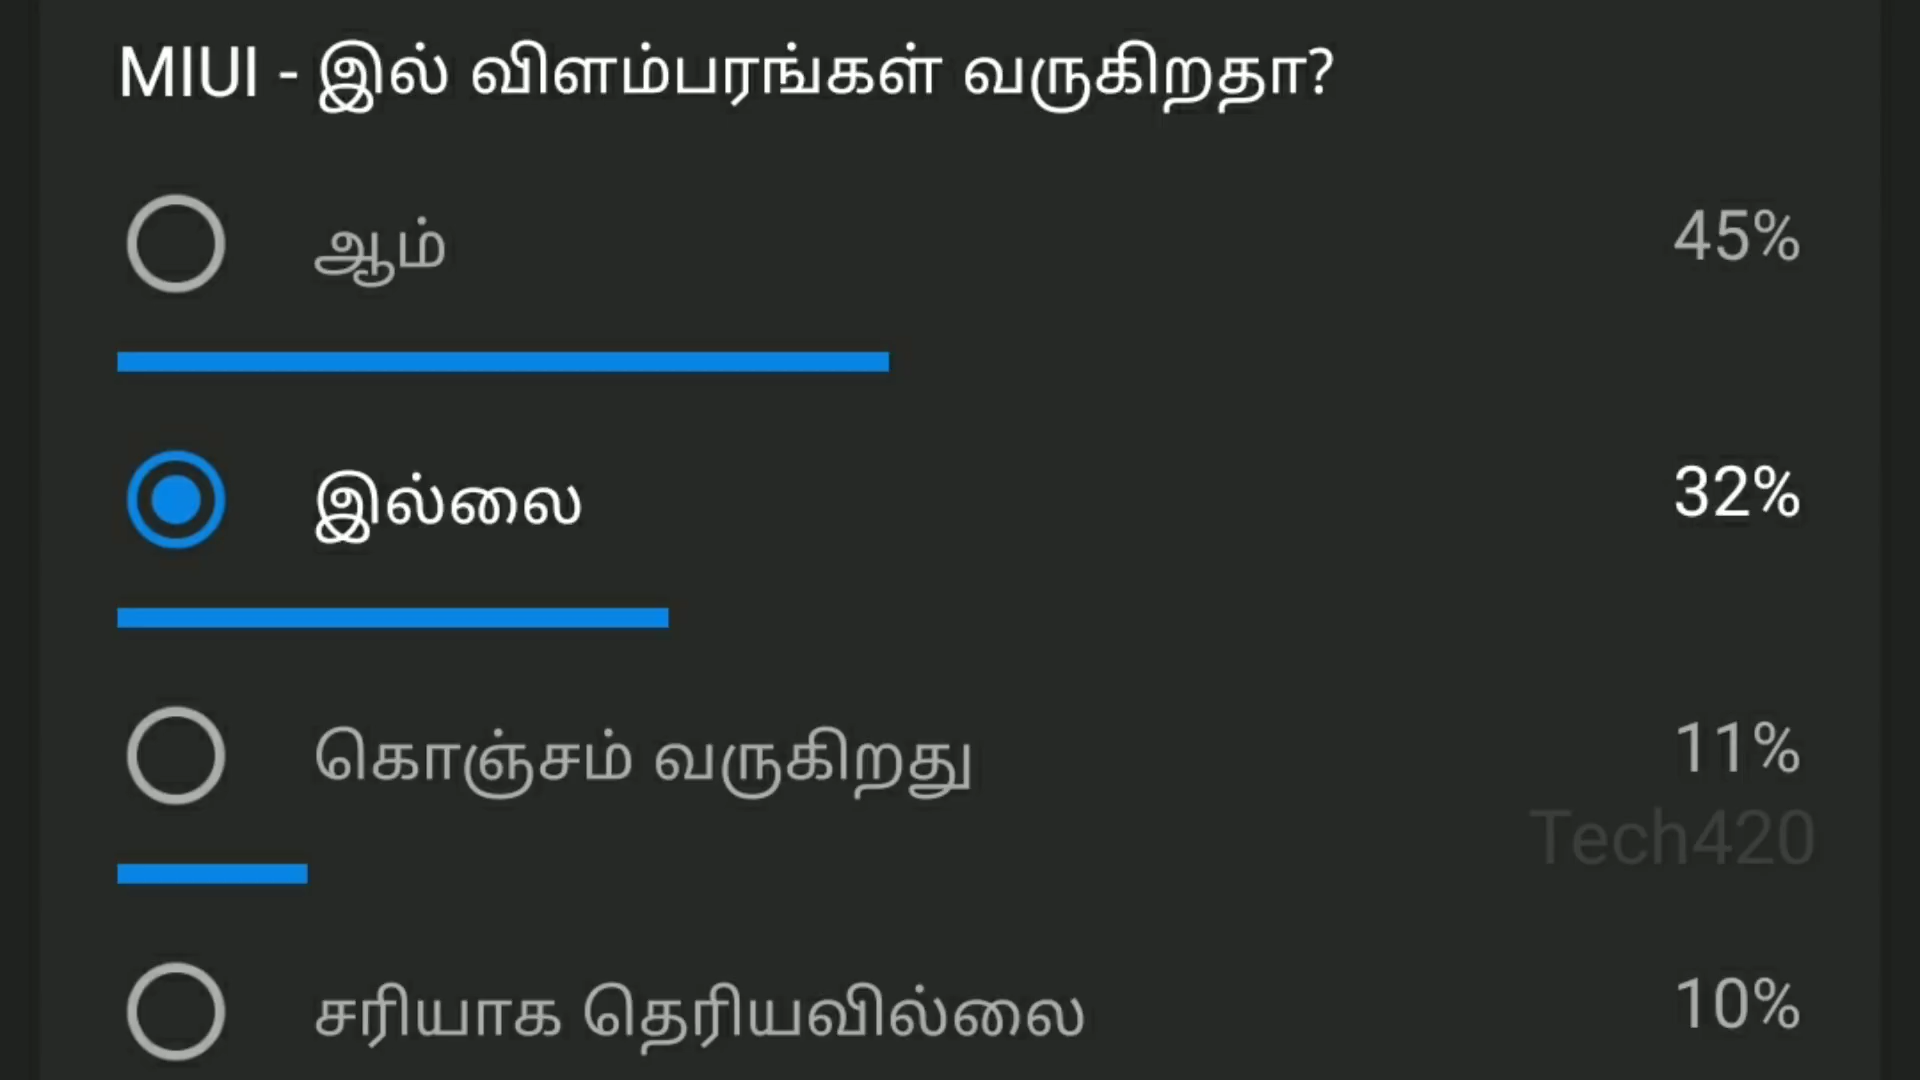 MIUI - இல் விளம்பரங்கள் வருகிறதா?
ஆம் 45%
இல்லை 32%
கொஞ்சம் வருகிறது 11%
Tech420
சரியாக தெரியவில்லை 10%